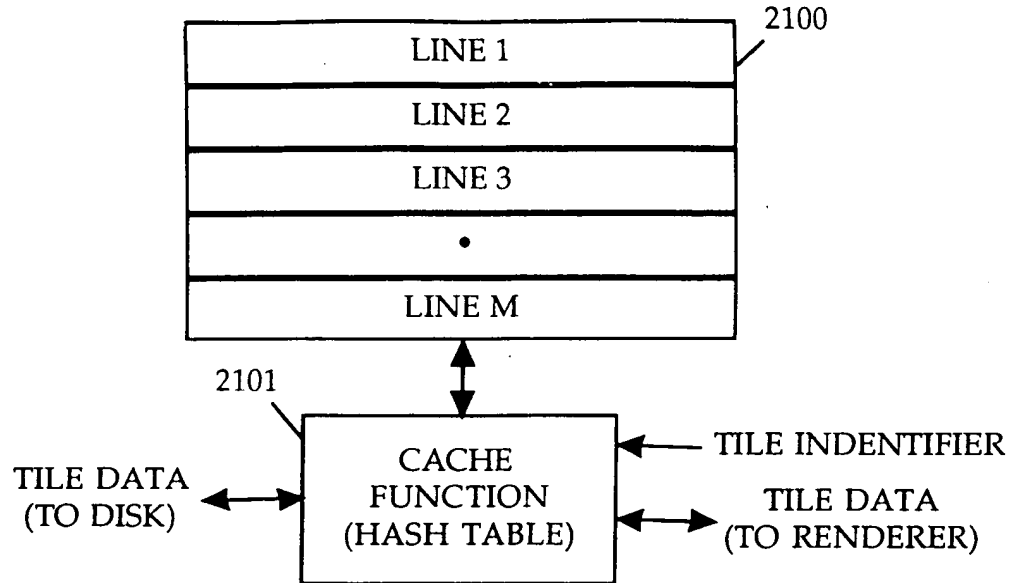 2100
LINE 1
LINE 2
LINE 3
•
LINE M
2101
CACHE
FUNCTION
(HASH TABLE)
TILE DATA
(TO DISK)
TILE INDENTIFIER
TILE DATA
(TO RENDERER)